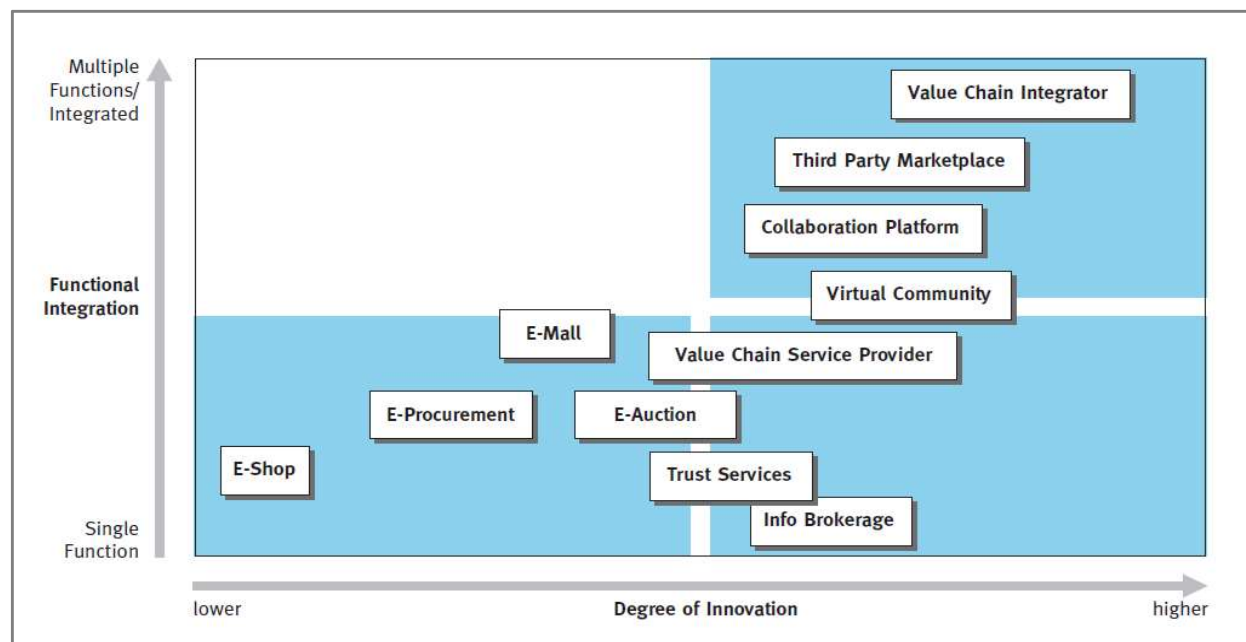 Multiple
Functions/
Integrated
Value Chain Integrator
Third Party Marketplace
Collaboration Platform
Functional
Integration
Virtual Community
E-Mall
Value Chain Service Provider
E-Procurement
E-Auction
E-Shop
Trust Services
Info Brokerage
Single
Function
lower
Degree of Innovation
higher